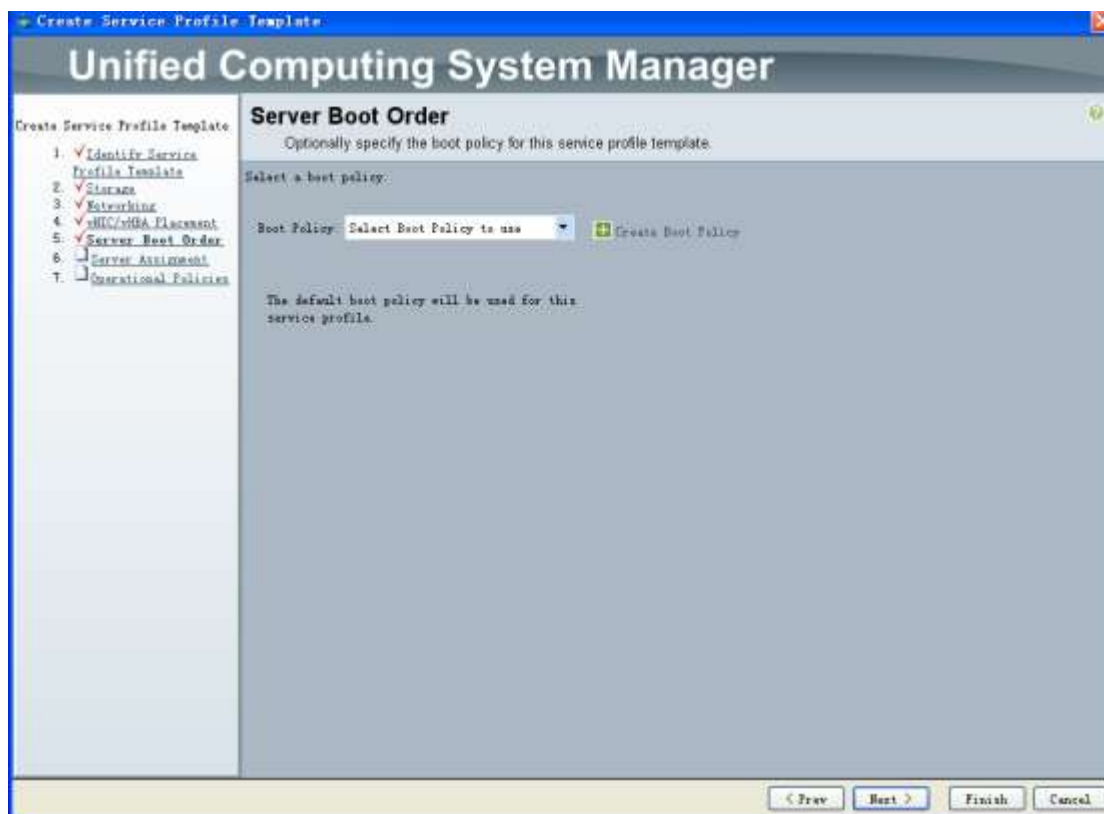 Create Service Profile Template
Unified Computing System Manager
Create Service Profile Template
1. Identify Service
Profile Template
2. Storage
3. Networking
4. vNIC/vHBA Placement
5. Server Boot Order
6. Server Assignment
7. Operational Policies
Server Boot Order
Optionally specify the boot policy for this service profile template.
Select a boot policy.
Boot Policy: Select Boot Policy to use
Create Boot Policy
The default boot policy will be used for this
service profile.
< Prev
Next >
Finish
Cancel